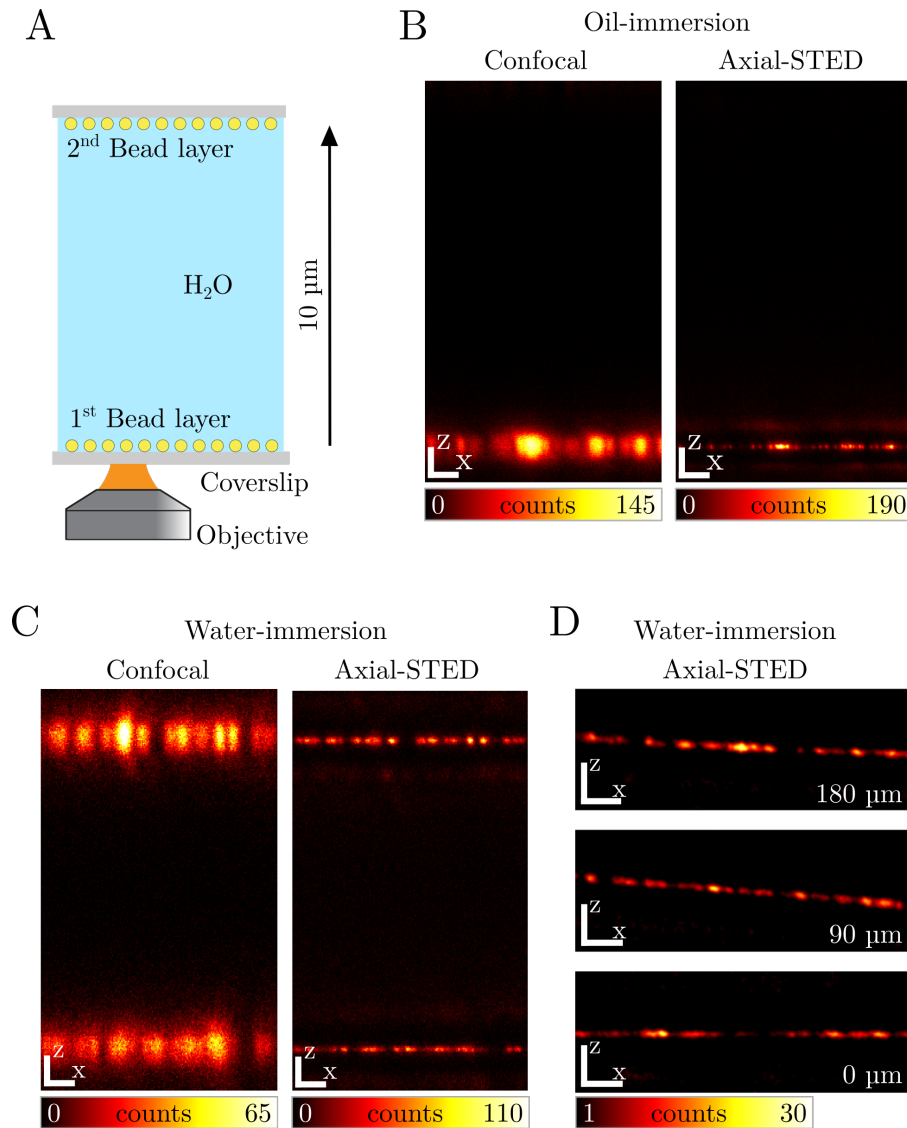 A
2nd Bead layer
H2O
10 µm
1st Bead layer
Coverslip
Objective
B
Oil-immersion
Confocal
Axial-STED
z
x
z
x
0 counts 145
0 counts 190
C
Water-immersion
Confocal
Axial-STED
z
x
z
x
0 counts 65
0 counts 110
D
Water-immersion
Axial-STED
z
x
180 µm
z
x
90 µm
z
x
0 µm
1 counts 30